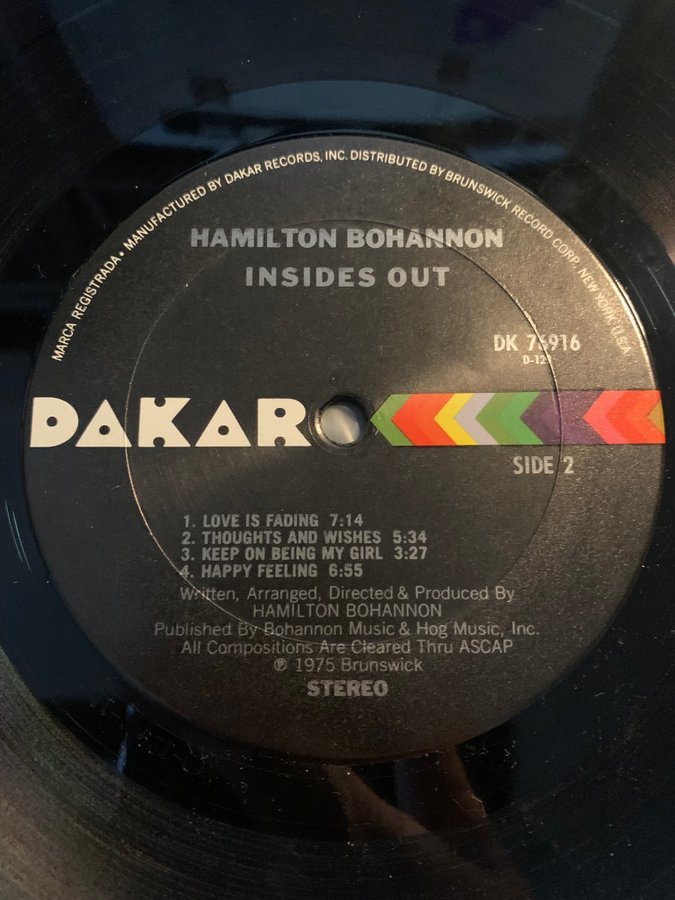 MARCA REGISTRADA • MANUFACTURED BY DAKAR RECORDS, INC. DISTRIBUTED BY BRUNSWICK RECORD CORP. NEW YORK, U.S.A.
HAMILTON BOHANNON
INSIDES OUT
DK 76916
DAKAR
SIDE 2
1. LOVE IS FADING 7:14
2. THOUGHTS AND WISHES 5:34
3. KEEP ON BEING MY GIRL 3:27
4. HAPPY FEELING 6:55
Written, Arranged, Directed & Produced By
HAMILTON BOHANNON
Published By Bohannon Music & Hog Music, Inc.
All Compositions Are Cleared Thru ASCAP
℗ 1975 Brunswick
STEREO